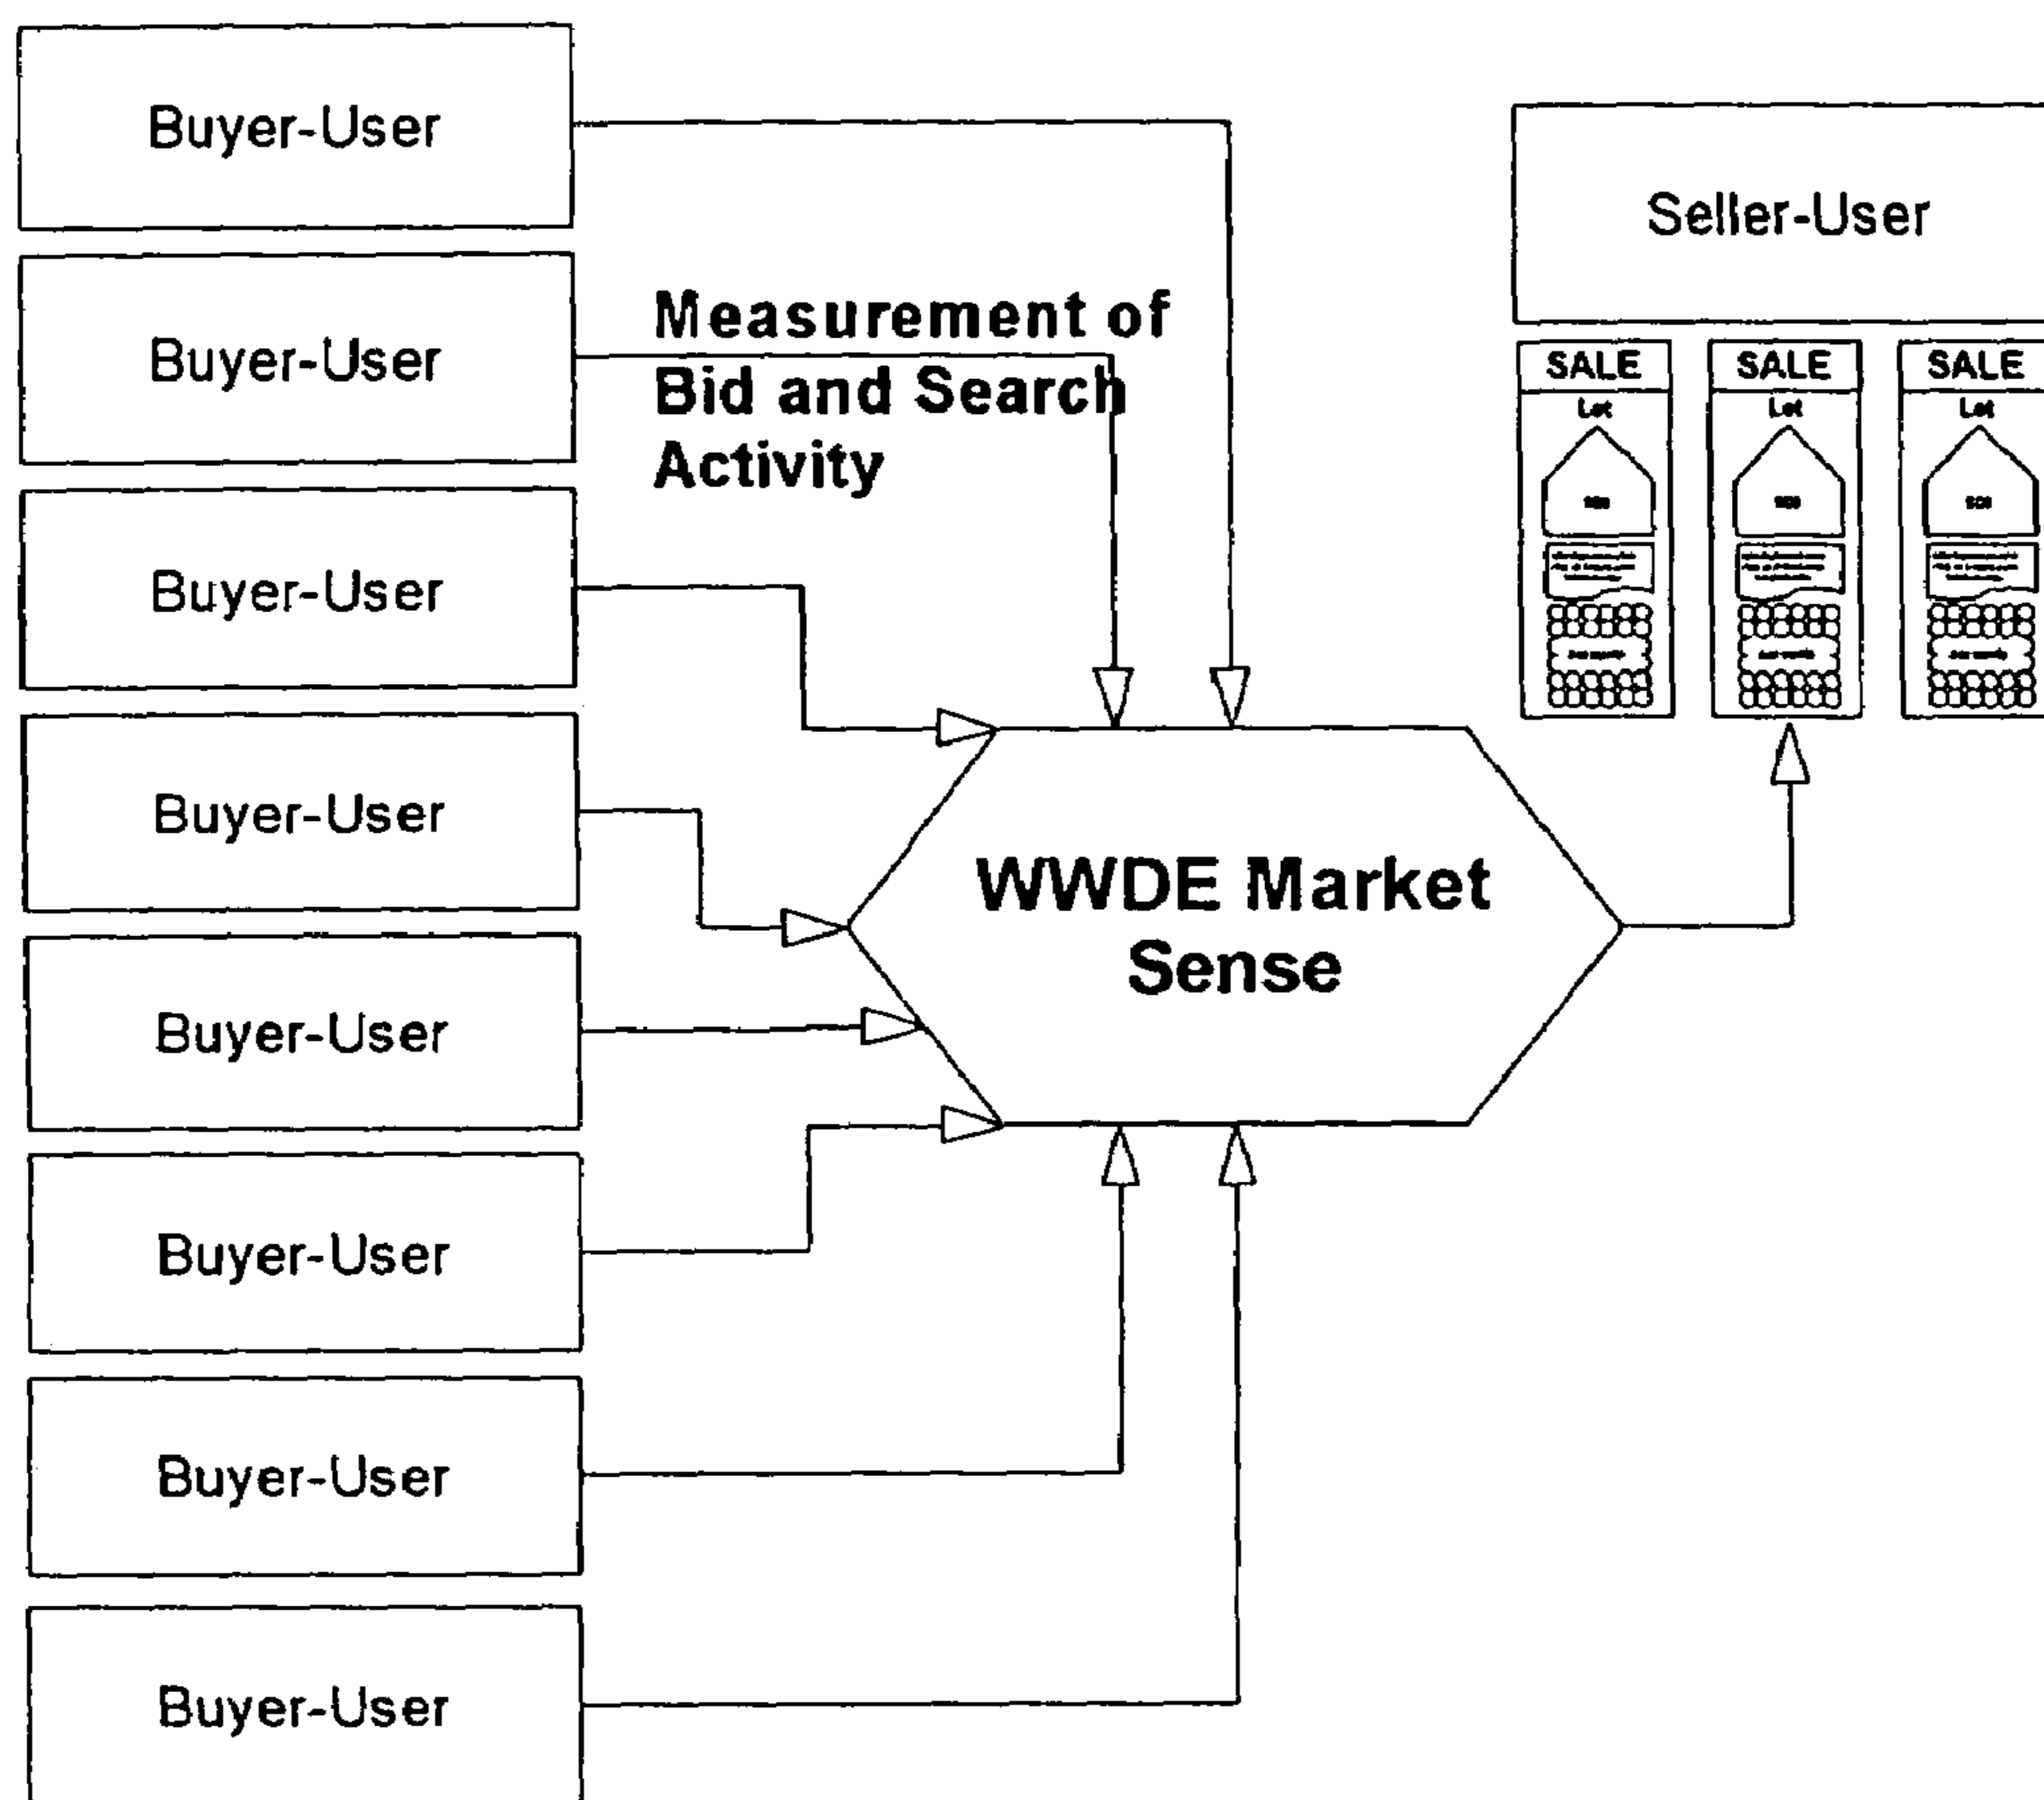 Buyer-User
Seller-User
Buyer-User
Measurement of
Bid and Search
Activity
SALE
SALE
SALE
Lot
Lot
Lot
Buyer-User
Buyer-User
WWDE Market
Sense
Buyer-User
Buyer-User
Buyer-User
Buyer-User